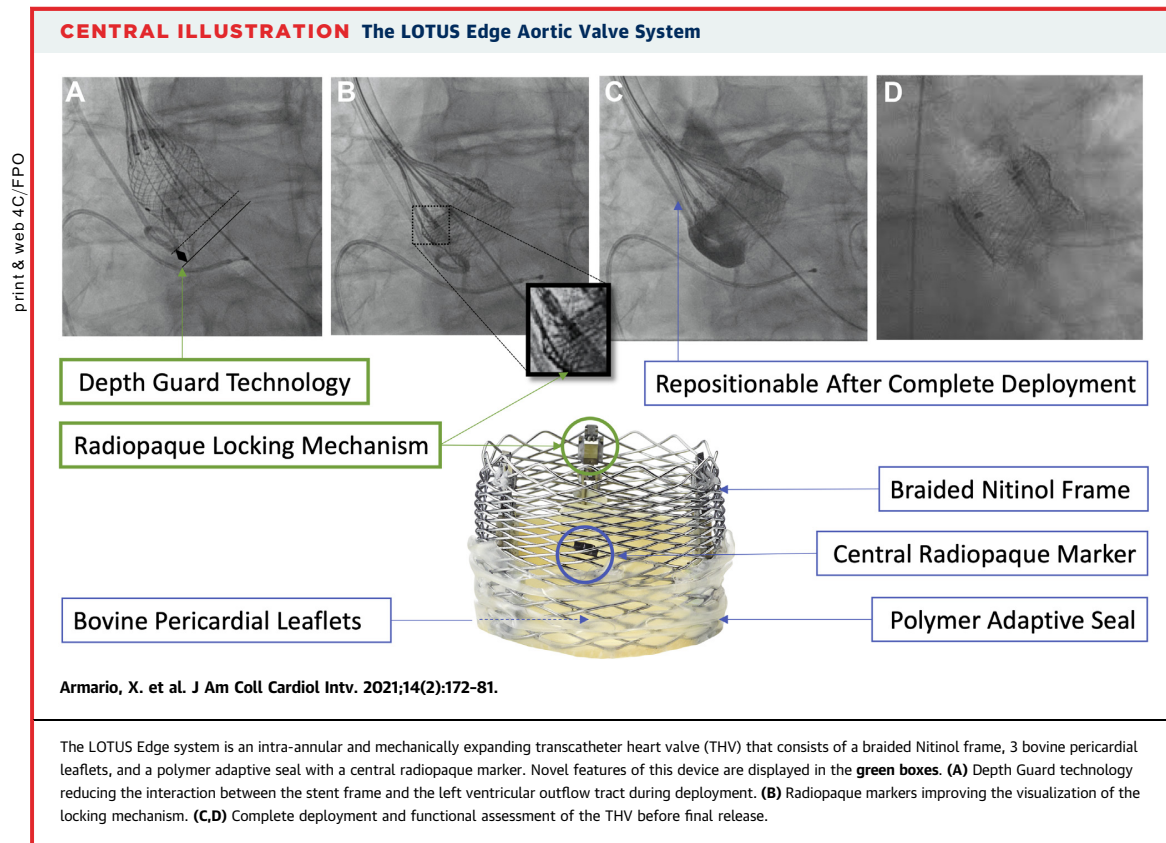 CENTRAL ILLUSTRATION The LOTUS Edge Aortic Valve System
print & web 4C/FPO
A
B
C
D
Depth Guard Technology
Repositionable After Complete Deployment
Radiopaque Locking Mechanism
Braided Nitinol Frame
Central Radiopaque Marker
Bovine Pericardial Leaflets
Polymer Adaptive Seal
Armario, X. et al. J Am Coll Cardiol Intv. 2021;14(2):172–81.
The LOTUS Edge system is an intra-annular and mechanically expanding transcatheter heart valve (THV) that consists of a braided Nitinol frame, 3 bovine pericardial
leaflets, and a polymer adaptive seal with a central radiopaque marker. Novel features of this device are displayed in the green boxes. (A) Depth Guard technology
reducing the interaction between the stent frame and the left ventricular outflow tract during deployment. (B) Radiopaque markers improving the visualization of the
locking mechanism. (C,D) Complete deployment and functional assessment of the THV before final release.